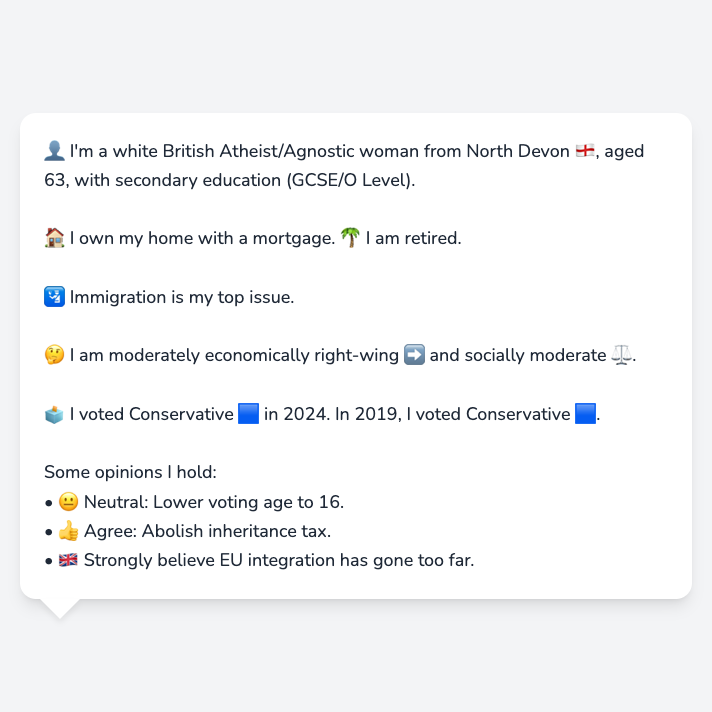 👤 I'm a white British Atheist/Agnostic woman from North Devon 🏴󠁧󠁢󠁥󠁮󠁧󠁿, aged
63, with secondary education (GCSE/O Level).
🏠 I own my home with a mortgage. 🌴 I am retired.
🛂 Immigration is my top issue.
🤔 I am moderately economically right-wing ➡️ and socially moderate ⚖️.
🗳️ I voted Conservative 🟦 in 2024. In 2019, I voted Conservative 🟦.
Some opinions I hold:
• 😐 Neutral: Lower voting age to 16.
• 👍 Agree: Abolish inheritance tax.
• 🇬🇧 Strongly believe EU integration has gone too far.